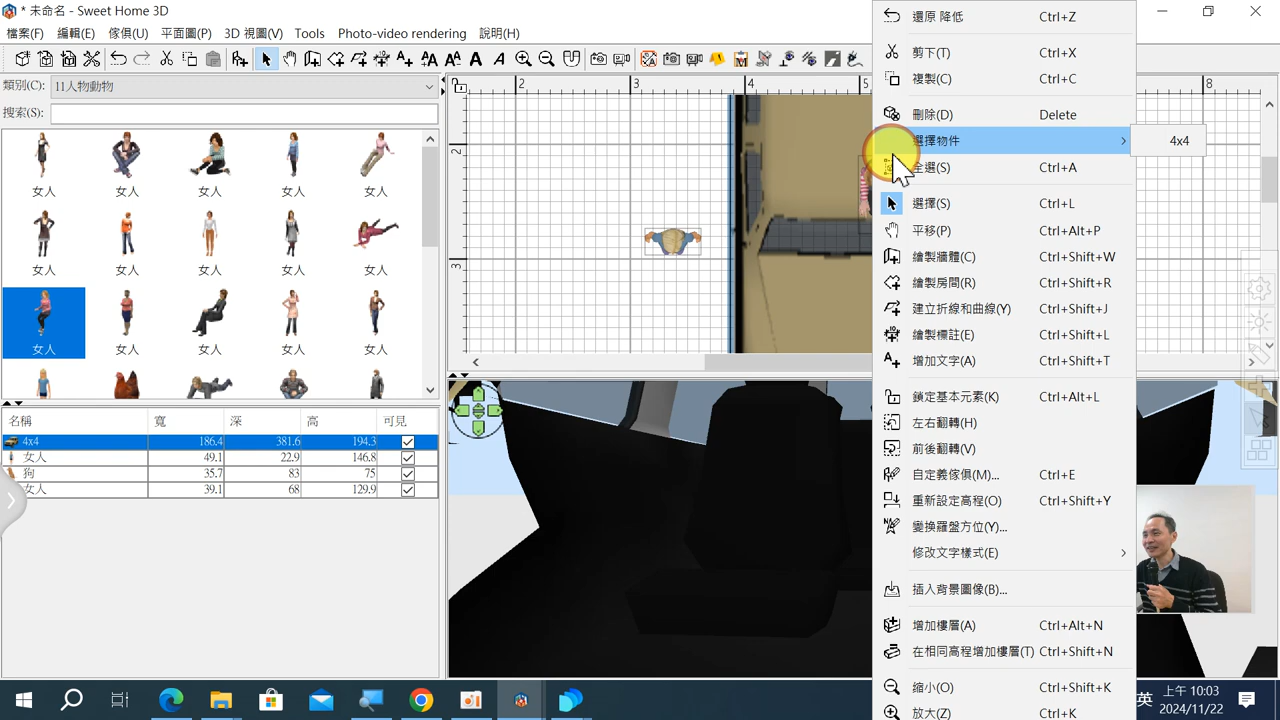 * 未命名 - Sweet Home 3D
檔案(F) 編輯(E) 傢俱(U) 平面圖(P) 3D 視圖(V) Tools Photo-video rendering 說明(H)
類別(C): 11人物動物
搜索(S):
女人 女人 女人 女人 女人
女人 女人 女人 女人 女人
女人 女人 女人 女人 女人
名稱 寬 深 高 可見
4x4 186.4 381.6 194.3
女人 49.1 22.9 146.8
狗 35.7 83 75
女人 39.1 68 129.9
2 3 4 5 8
2
3
還原 降低 Ctrl+Z
剪下(T) Ctrl+X
複製(C) Ctrl+C
刪除(D) Delete
選擇物件 4x4
全選(S) Ctrl+A
選擇(S) Ctrl+L
平移(P) Ctrl+Alt+P
繪製牆體(C) Ctrl+Shift+W
繪製房間(R) Ctrl+Shift+R
建立折線和曲線(Y) Ctrl+Shift+J
繪製標註(E) Ctrl+Shift+L
增加文字(A) Ctrl+Shift+T
鎖定基本元素(K) Ctrl+Alt+L
左右翻轉(H)
前後翻轉(V)
自定義傢俱(M)... Ctrl+E
重新設定高程(O) Ctrl+Shift+Y
變換羅盤方位(Y)...
修改文字樣式(E)
插入背景圖像(B)...
增加樓層(A) Ctrl+Alt+N
在相同高程增加樓層(T) Ctrl+Shift+N
縮小(O) Ctrl+Shift+K
放大(Z) Ctrl+K
英 上午 10:03
2024/11/22